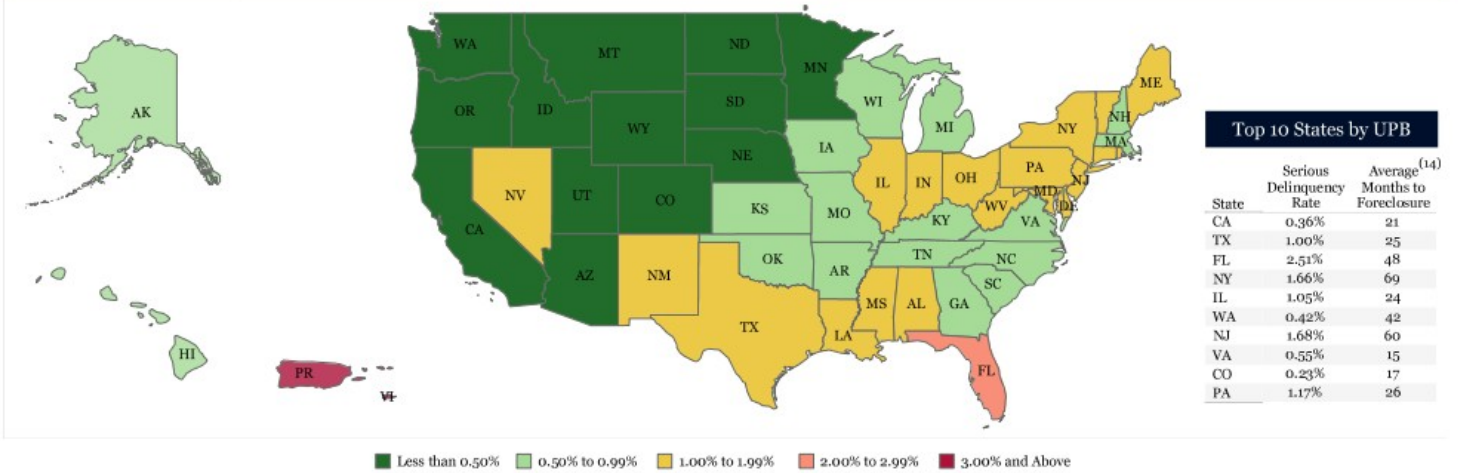 WA
MT
ND
MN
OR
ID
SD
WY
NE
WI
MI
ME
NY
NH
MA
AK
NV
UT
CO
CA
AZ
NM
KS
OK
TX
IA
MO
AR
LA
IL
IN
OH
PA
NJ
MD
DE
WV
KY
VA
TN
NC
SC
MS
AL
GA
FL
HI
PR
VI
Top 10 States by UPB
State Serious Delinquency Rate Average Months to Foreclosure (14)
CA 0.36% 21
TX 1.00% 25
FL 2.51% 48
NY 1.66% 69
IL 1.05% 24
WA 0.42% 42
NJ 1.68% 60
VA 0.55% 15
CO 0.23% 17
PA 1.17% 26
Less than 0.50% 0.50% to 0.99% 1.00% to 1.99% 2.00% to 2.99% 3.00% and Above